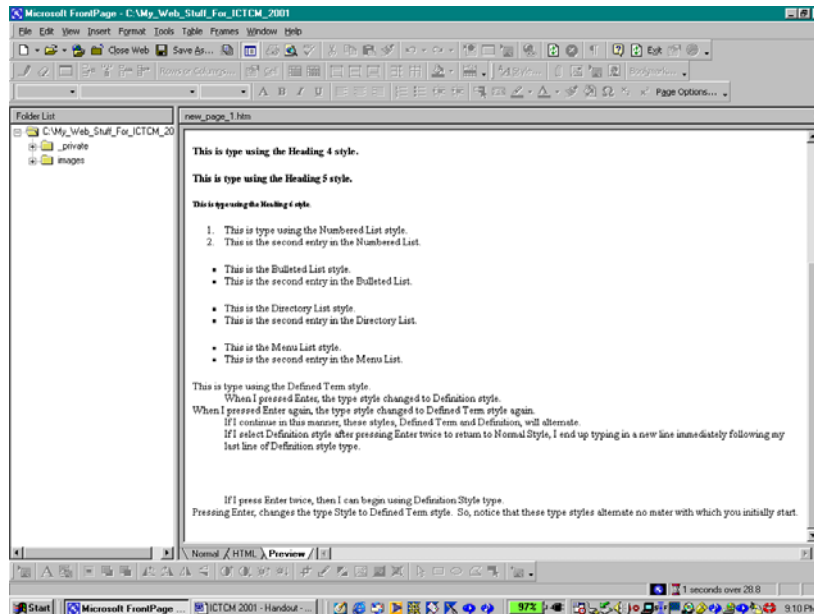 Microsoft FrontPage - C:\My_Web_Stuff_For_ICTCM_2001
File Edit View Insert Format Tools Table Frames Window Help
Close Web Save As... Exit
Rows or Columns... Cell Style... Bookmark...
A B I U Page Options...
Folder List
new_page_1.htm
C:\My_Web_Stuff_For_ICTCM_20
_private
images
This is type using the Heading 4 style.
This is type using the Heading 5 style.
This is type using the Heading 6 style.
1. This is type using the Numbered List style.
2. This is the second entry in the Numbered List.
• This is the Bulleted List style.
• This is the second entry in the Bulleted List.
• This is the Directory List style.
• This is the second entry in the Directory List.
• This is the Menu List style.
• This is the second entry in the Menu List.
This is type using the Defined Term style.
When I pressed Enter, the type style changed to Definition style.
When I pressed Enter again, the type style changed to Defined Term style again.
If I continue in this manner, these styles, Defined Term and Definition, will alternate.
If I select Definition style after pressing Enter twice to return to Normal Style, I end up typing in a new line immediately following my
last line of Definition style type.
If I press Enter twice, then I can begin using Definition Style type.
Pressing Enter, changes the type Style to Defined Term style. So, notice that these type styles alternate no mater with which you initially start.
Normal HTML Preview
1 seconds over 28.8
Start Microsoft FrontPage ... ICTCM 2001 - Handout - ... 97% 9:10 PM